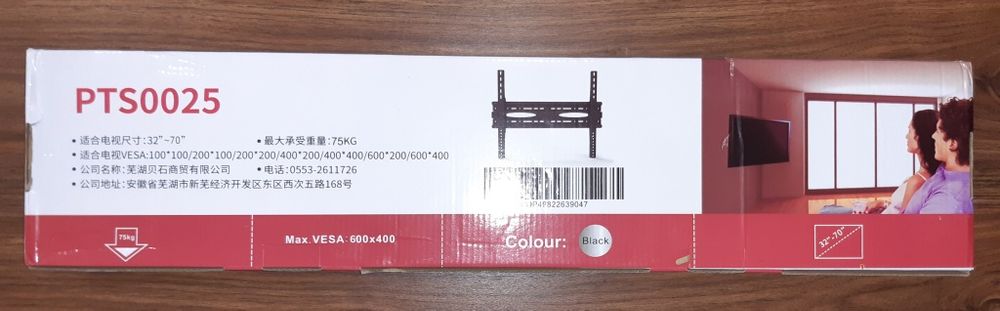 PTS0025
• 适合电视尺寸:32"~70" • 最大承受重量:75KG
• 适合电视VESA:100*100/200*100/200*200/400*200/400*400/600*200/600*400
• 公司名称:芜湖贝石商贸有限公司 • 电话:0553-2611726
• 公司地址:安徽省芜湖市新芜经济开发区东区西次五路168号
75kg
Max. VESA: 600x400
Colour: Black
32"-70"